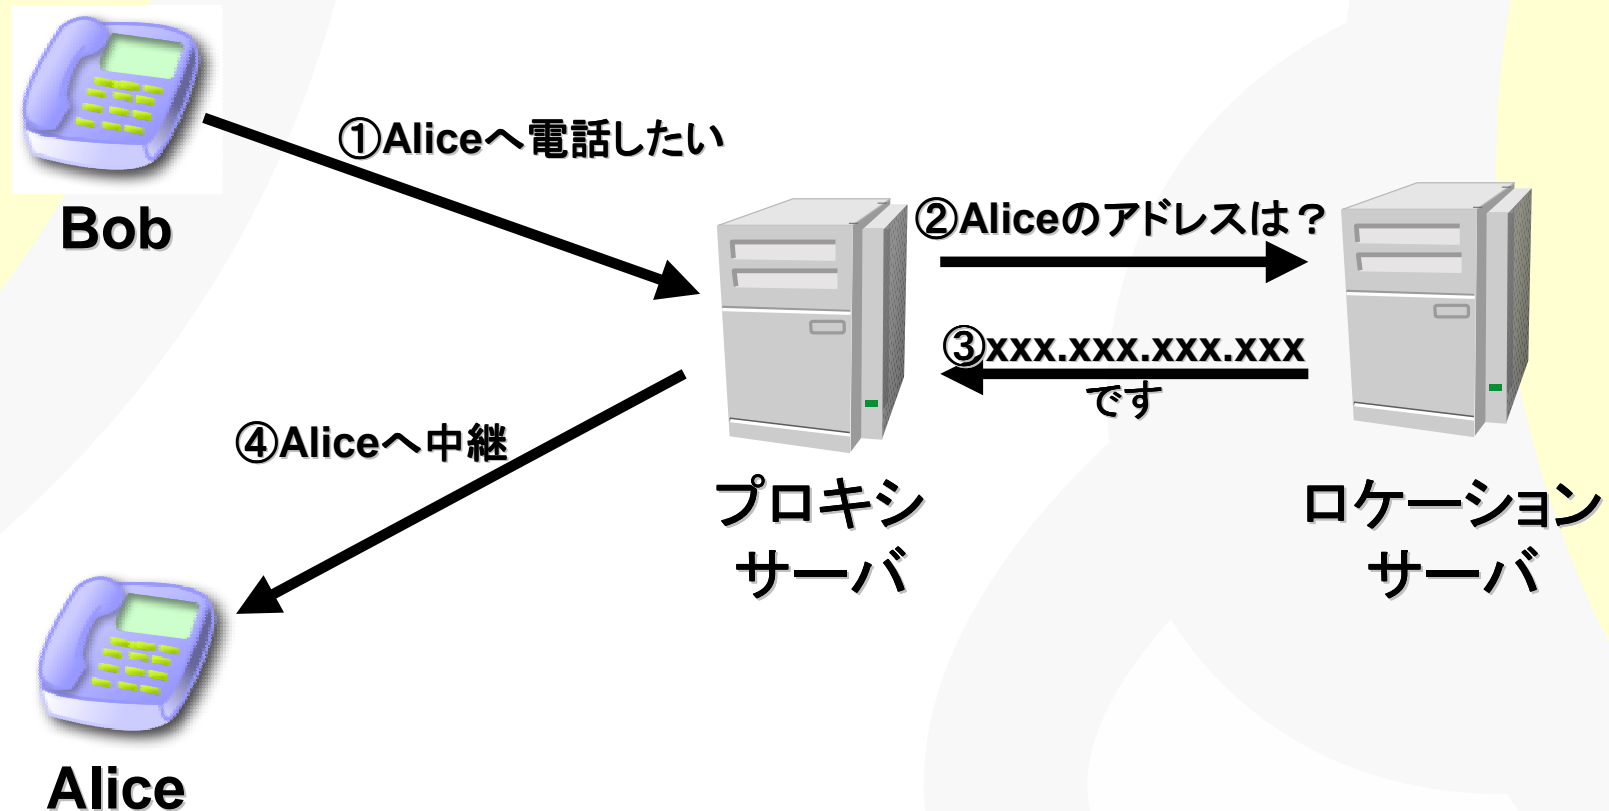 ①Aliceへ電話したい
Bob
②Aliceのアドレスは？
③xxx.xxx.xxx.xxx
です
④Aliceへ中継
プロキシ
サーバ
ロケーション
サーバ
Alice